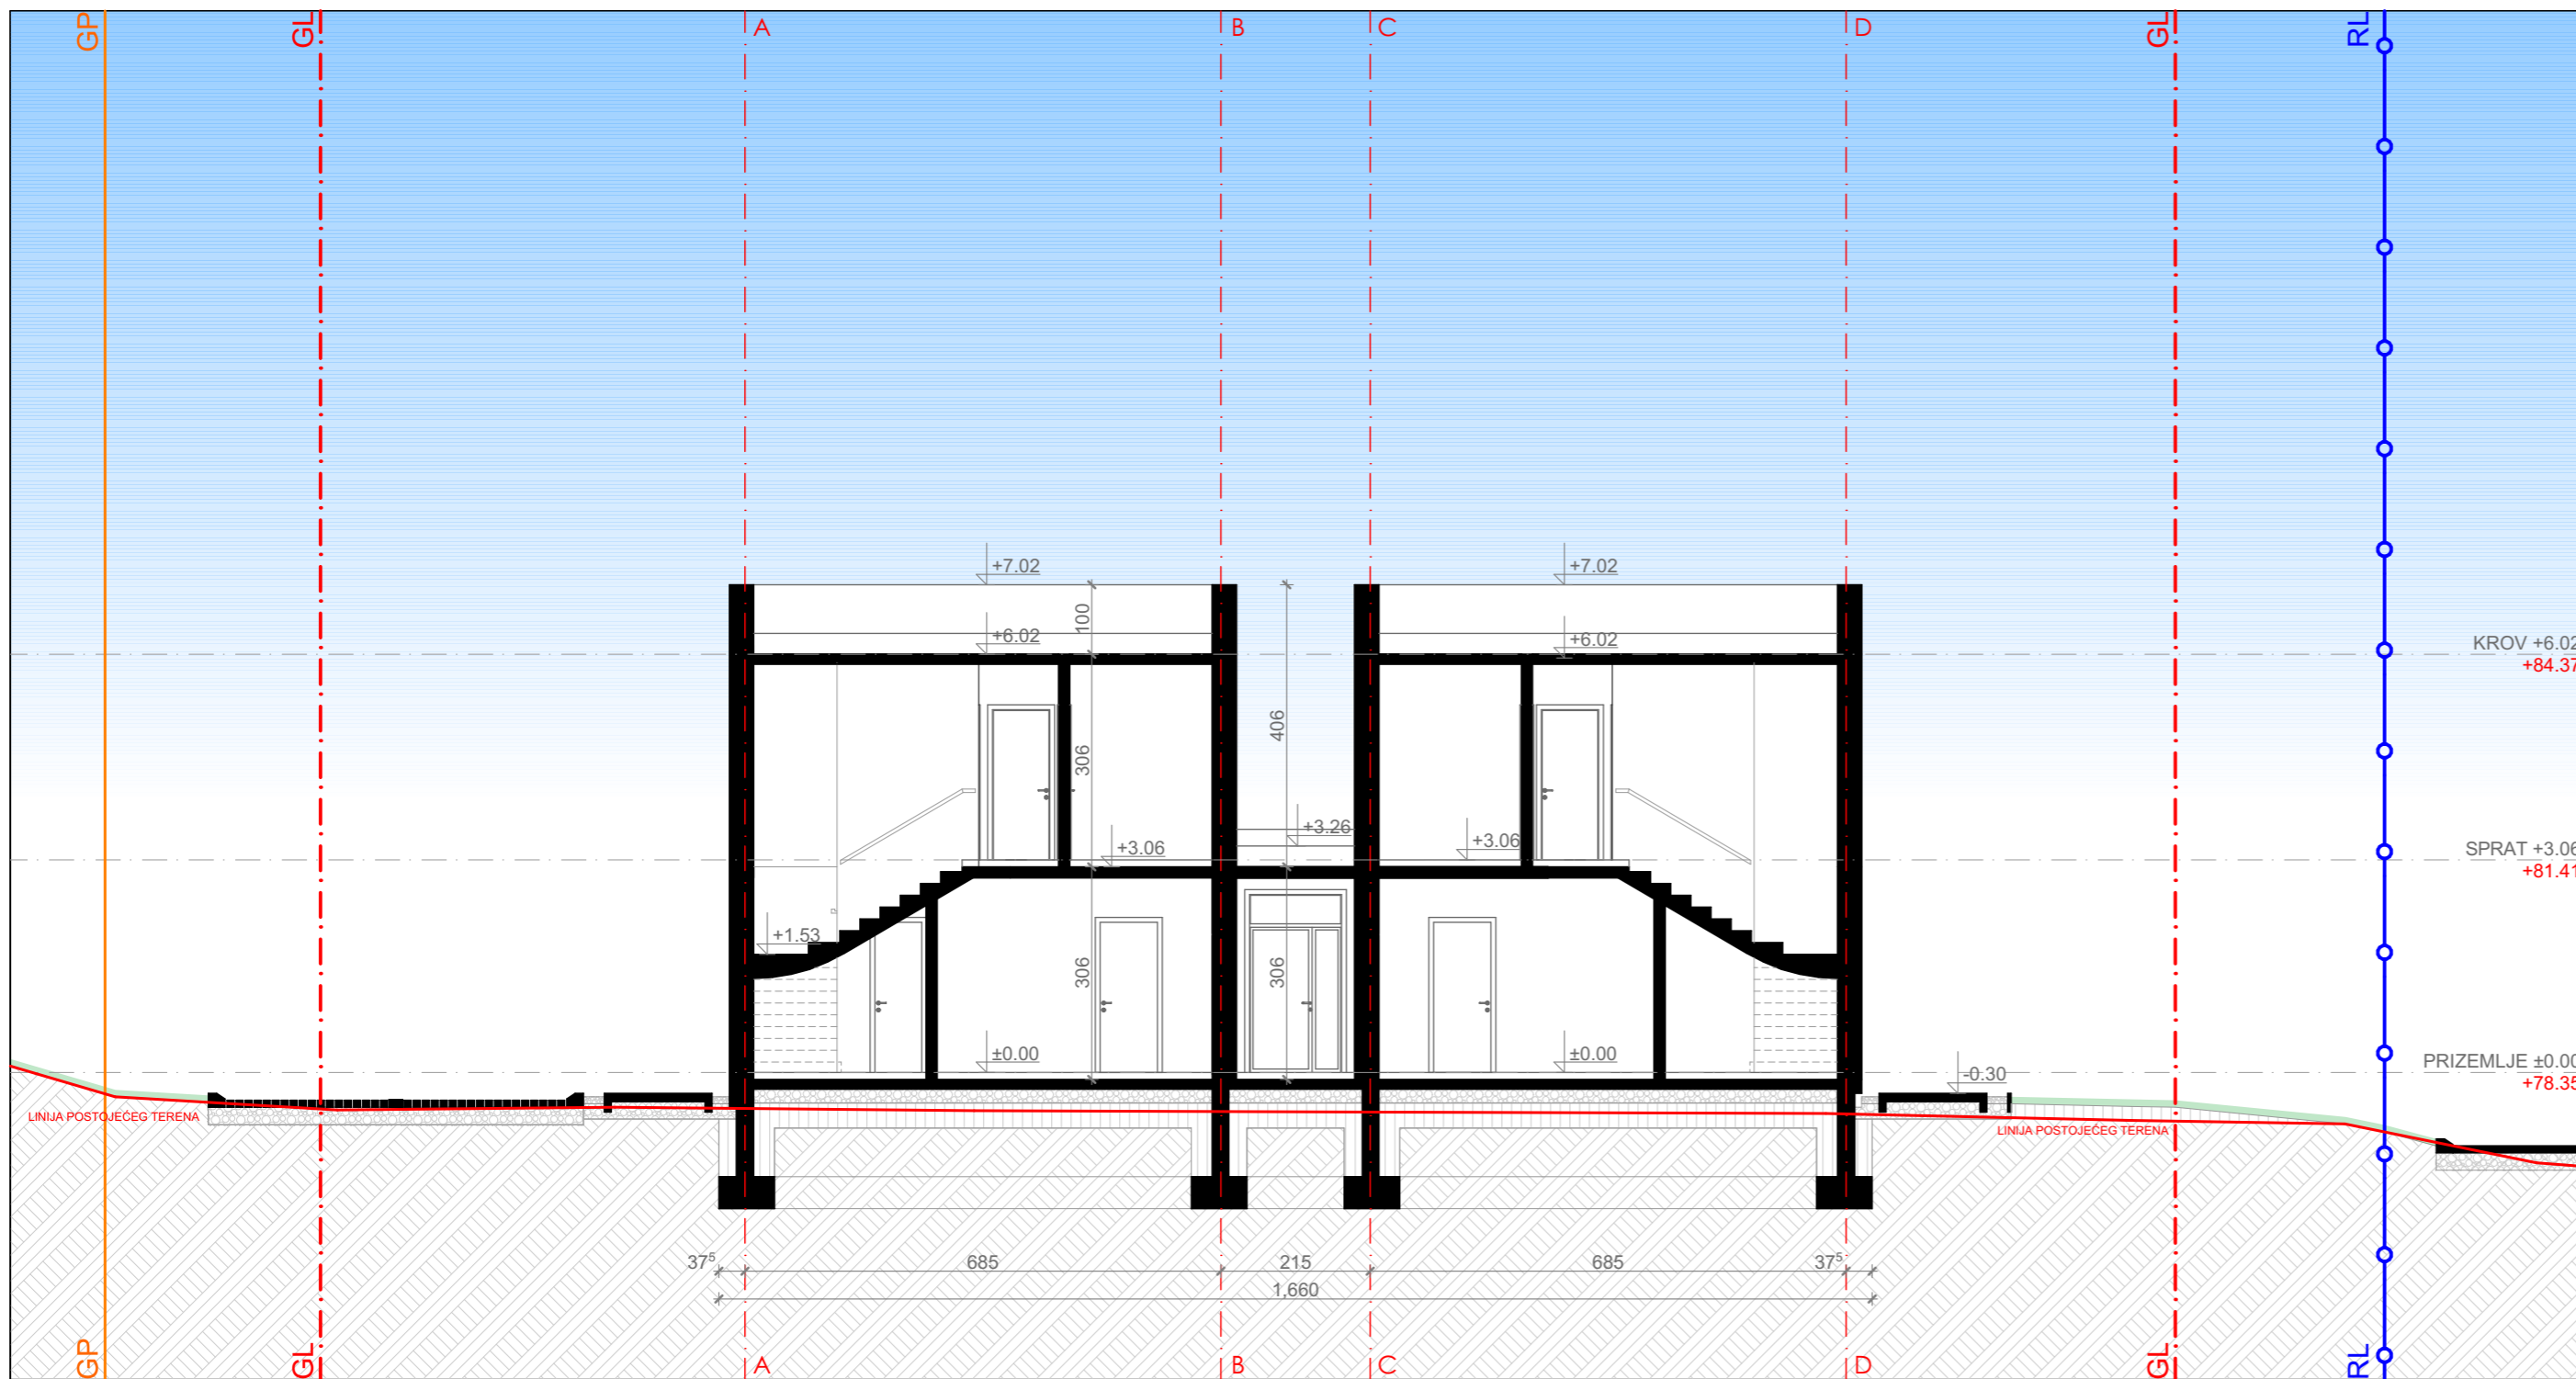 GP
GL
A
B
C
D
GL
RL
+7.02
+7.02
100
+6.02
+6.02
KROV +6.02
+84.37
406
306
+3.26
+3.06
+3.06
SPRAT +3.06
+81.41
+1.53
306
306
±0.00
±0.00
PRIZEMLJE ±0.00
+78.35
-0.30
LINIJA POSTOJEĆEG TERENA
LINIJA POSTOJEĆEG TERENA
37⁵
685
215
685
37⁵
1,660
GP
GL
A
B
C
D
GL
RL